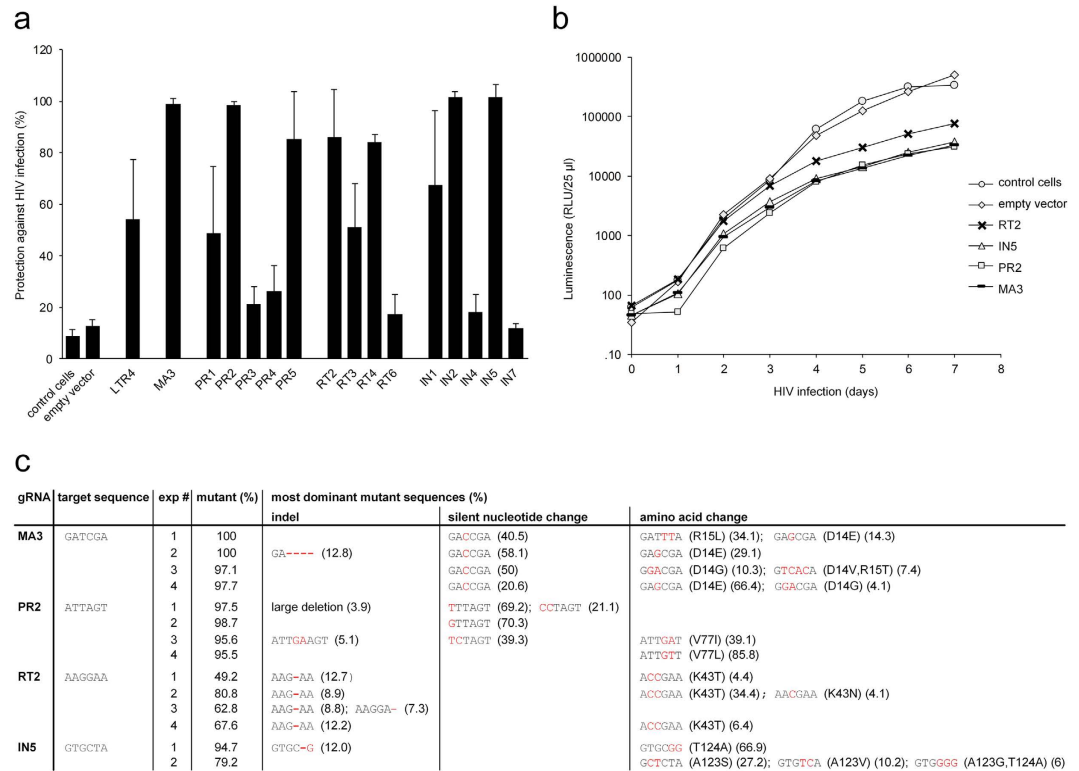 a
120
100
80
60
40
20
0
Protection against HIV infection (%)
control cells
empty vector
LTR4
MA3
PR1
PR2
PR3
PR4
PR5
RT2
RT3
RT4
RT6
IN1
IN2
IN4
IN5
IN7
b
1000000
100000
10000
1000
100
.10
Luminescence (RLU/25 µl)
0 1 2 3 4 5 6 7 8
HIV infection (days)
control cells
empty vector
RT2
IN5
PR2
MA3
c
gRNA target sequence exp # mutant (%) most dominant mutant sequences (%)
indel silent nucleotide change amino acid change
MA3 GATCGA 1 100 GACCGA (40.5) GATTTA (R15L) (34.1); GAGCGA (D14E) (14.3)
2 100 GA---- (12.8) GACCGA (58.1) GAGCGA (D14E) (29.1)
3 97.1 GACCGA (50) GGACGA (D14G) (10.3); GTCACA (D14V,R15T) (7.4)
4 97.7 GACCGA (20.6) GAGCGA (D14E) (66.4); GGACGA (D14G) (4.1)
PR2 ATTAGT 1 97.5 large deletion (3.9) TTTAGT (69.2); CCTAGT (21.1)
2 98.7 GTTAGT (70.3)
3 95.6 ATTGAAGT (5.1) TCTAGT (39.3) ATTGAT (V77I) (39.1)
4 95.5 ATTGTT (V77L) (85.8)
RT2 AAGGAA 1 49.2 AAG-AA (12.7) ACCGAA (K43T) (4.4)
2 80.8 AAG-AA (8.9) ACCGAA (K43T) (34.4); AACGAA (K43N) (4.1)
3 62.8 AAG-AA (8.8); AAGGA- (7.3)
4 67.6 AAG-AA (12.2) ACCGAA (K43T) (6.4)
IN5 GTGCTA 1 94.7 GTGC-G (12.0) GTGCGG (T124A) (66.9)
2 79.2 GCTCTA (A123S) (27.2); GTGTCA (A123V) (10.2); GTGGGG (A123G,T124A) (6)